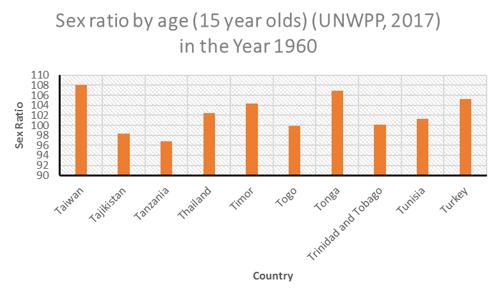 Sex ratio by age (15 year olds) (UNWPP, 2017)
in the Year 1960
Sex Ratio
110
108
106
104
102
100
98
96
94
92
90
Taiwan
Tajikistan
Tanzania
Thailand
Timor
Togo
Tonga
Trinidad and Tobago
Tunisia
Turkey
Country